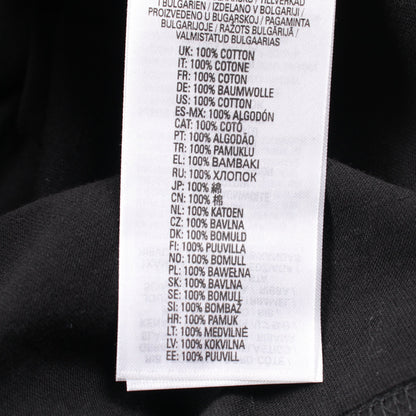 TILLVERKAD
I BULGARIEN / IZDELANO V BOLGARIJI /
PROIZVEDENO U BUGARSKOJ / PAGAMINTA
BULGARIJOJE / RAŽOTS BULGĀRIJĀ /
VALMISTATUD BULGAARIAS
UK: 100% COTTON
IT: 100% COTONE
FR: 100% COTON
DE: 100% BAUMWOLLE
US: 100% COTTON
ES-MX: 100% ALGODÓN
CAT: 100% COTÓ
PT: 100% ALGODÃO
TR: 100% PAMUKLU
EL: 100% BAMBAKI
RU: 100% ХЛОПОК
JP: 100% 綿
CN: 100% 棉
NL: 100% KATOEN
CZ: 100% BAVLNA
DK: 100% BOMULD
FI: 100% PUUVILLA
NO: 100% BOMULL
PL: 100% BAWEŁNA
SK: 100% BAVLNA
SE: 100% BOMULL
SI: 100% BOMBAŽ
HR: 100% PAMUK
LT: 100% MEDVILNĖ
LV: 100% KOKVILNA
EE: 100% PUUVILL